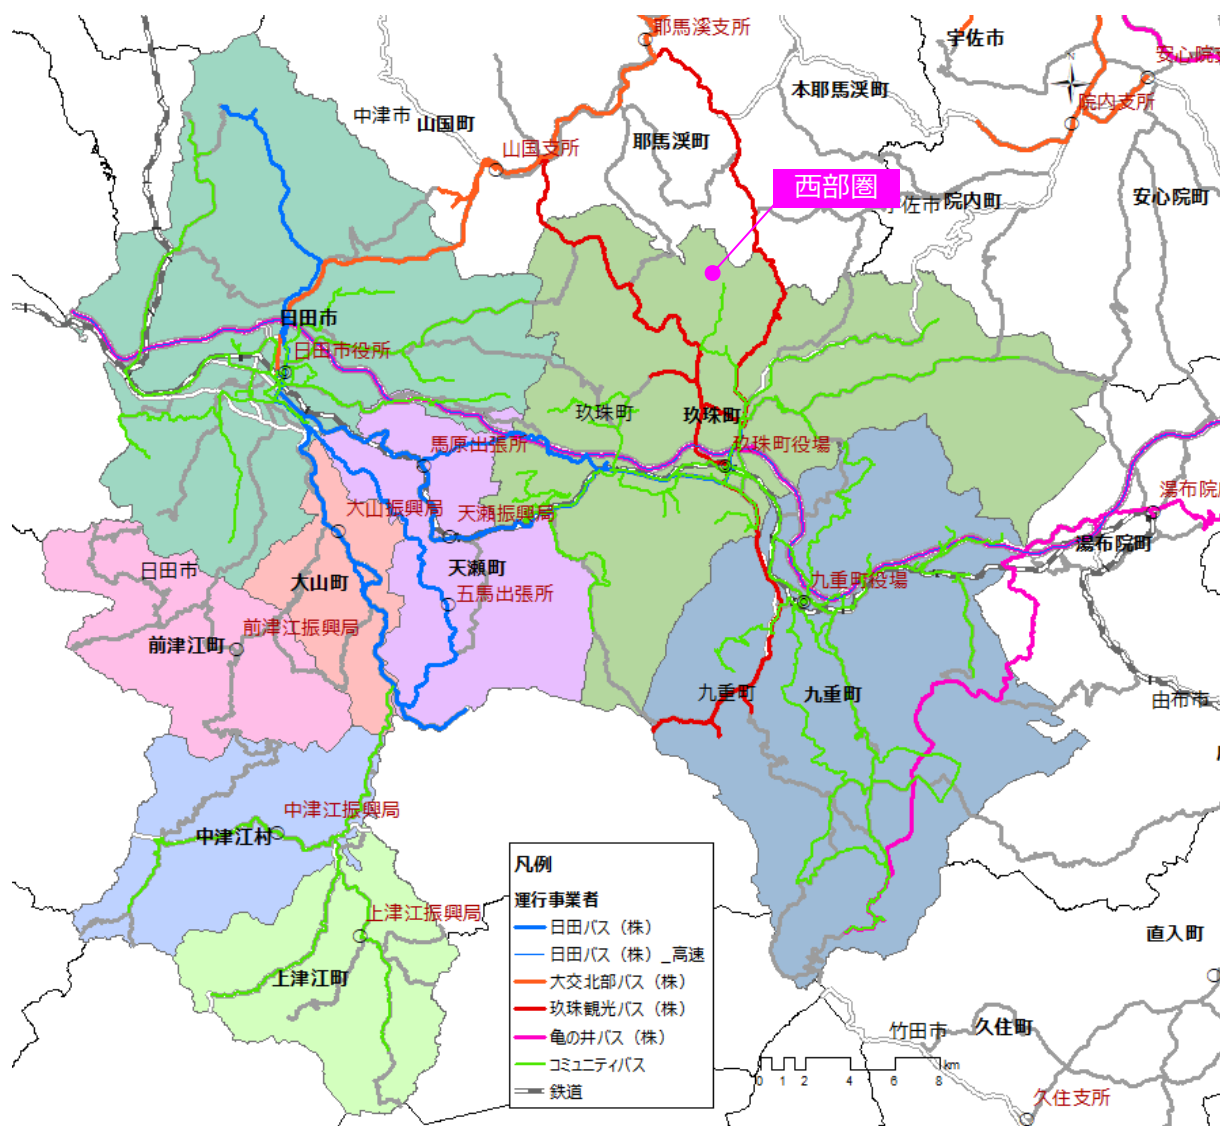 耶馬溪支所
宇佐市
安心院
本耶馬渓町
院内支所
中津市
山国町
耶馬渓町
山国支所
西部圏
佐市
院内町
安心院町
日田市
日田市役所
玖珠町
玖珠町
馬原出張所
玖珠町役場
湯布院
大山振興局
天瀬振興局
湯布院町
日田市
大山町
天瀬町
五馬出張所
九重町役場
前津江町
前津江振興局
九重町
九重町
由布市
中津江振興局
中津江村
上津江振興局
上津江町
直入町
竹田市
久住町
久住支所
凡例
運行事業者
日田バス（株）
日田バス（株）_高速
大交北部バス（株）
玖珠観光バス（株）
亀の井バス（株）
コミュニティバス
鉄道
N
0 1 2 4 6 8 km